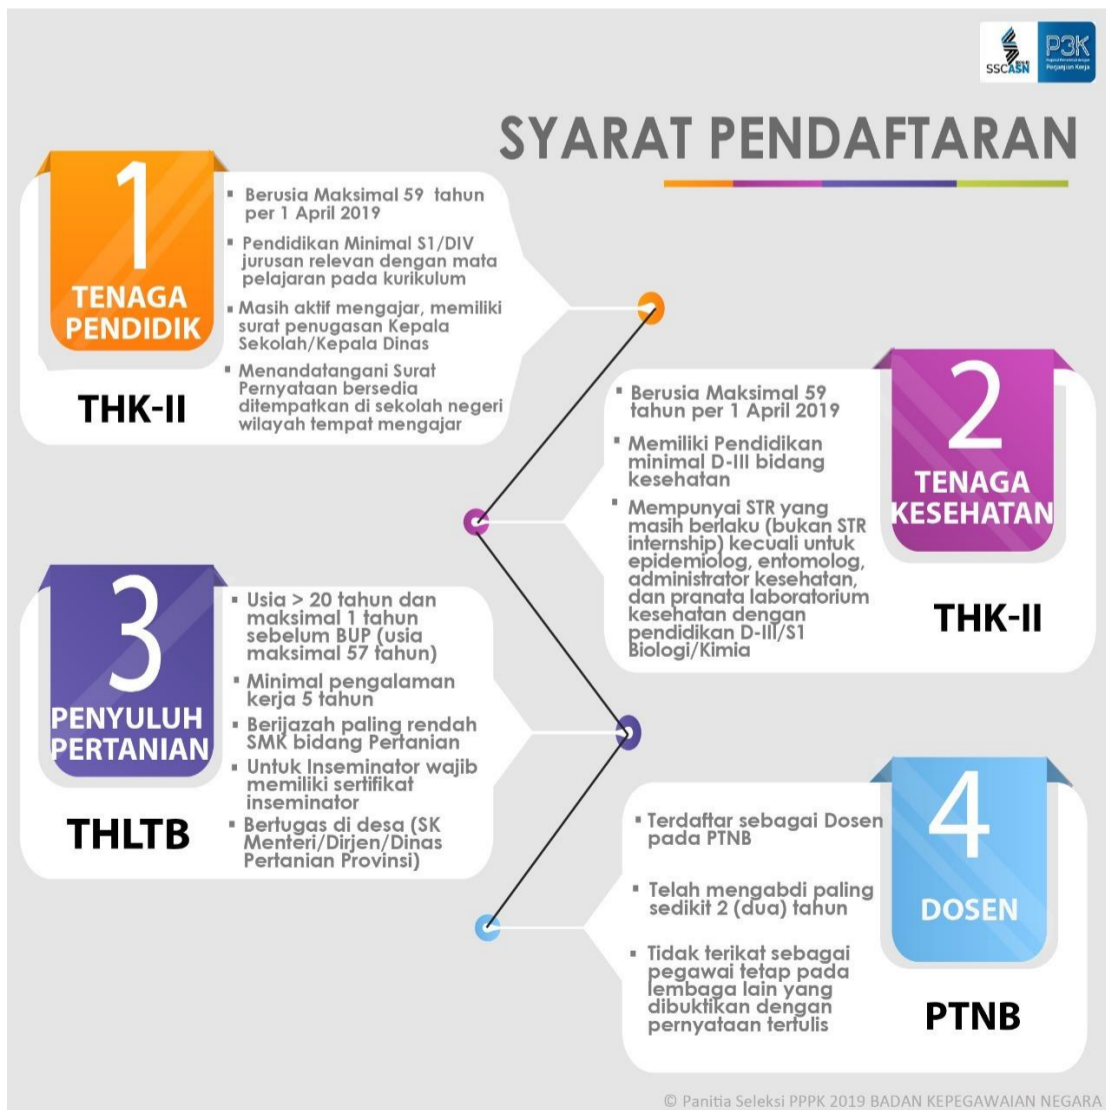 SSCASN
P3K
Perjanjian Kerja
SYARAT PENDAFTARAN
1
TENAGA
PENDIDIK
THK-II
▪ Berusia Maksimal 59 tahun
per 1 April 2019
▪ Pendidikan Minimal S1/DIV
jurusan relevan dengan mata
pelajaran pada kurikulum
▪ Masih aktif mengajar, memiliki
surat penugasan Kepala
Sekolah/Kepala Dinas
▪ Menandatangani Surat
Pernyataan bersedia
ditempatkan di sekolah negeri
wilayah tempat mengajar
2
TENAGA
KESEHATAN
THK-II
▪ Berusia Maksimal 59
tahun per 1 April 2019
▪ Memiliki Pendidikan
minimal D-III bidang
kesehatan
▪ Mempunyai STR yang
masih berlaku (bukan STR
internship) kecuali untuk
epidemiolog, entomolog,
administrator kesehatan,
dan pranata laboratorium
kesehatan dengan
pendidikan D-III/S1
Biologi/Kimia
3
PENYULUH
PERTANIAN
THLTB
▪ Usia > 20 tahun dan
maksimal 1 tahun
sebelum BUP (usia
maksimal 57 tahun)
▪ Minimal pengalaman
kerja 5 tahun
▪ Berijazah paling rendah
SMK bidang Pertanian
▪ Untuk Inseminator wajib
memiliki sertifikat
inseminator
▪ Bertugas di desa (SK
Menteri/Dirjen/Dinas
Pertanian Provinsi)
4
DOSEN
PTNB
▪ Terdaftar sebagai Dosen
pada PTNB
▪ Telah mengabdi paling
sedikit 2 (dua) tahun
▪ Tidak terikat sebagai
pegawai tetap pada
lembaga lain yang
dibuktikan dengan
pernyataan tertulis
© Panitia Seleksi PPPK 2019 BADAN KEPEGAWAIAN NEGARA